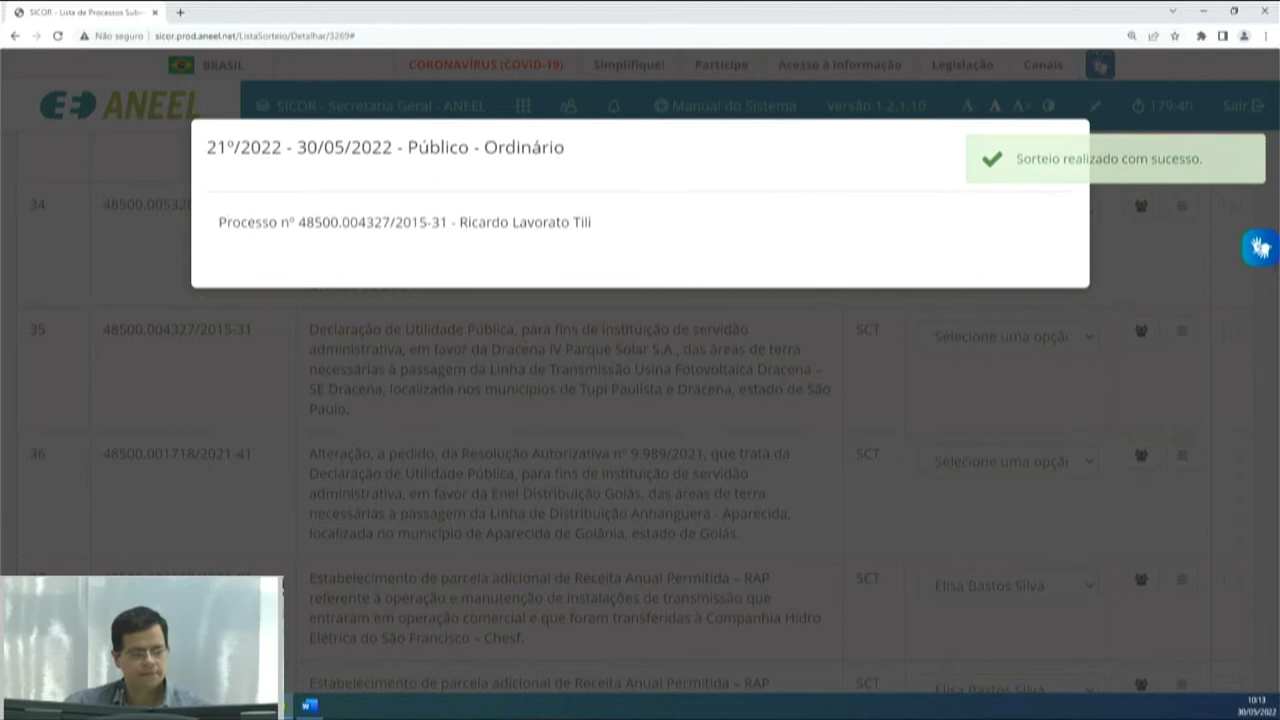 SICOR - Lista de Processos Sub
Não seguro | sicor.prod.aneel.net/ListaSorteio/Detalhar/3269#
BRASIL
CORONAVÍRUS (COVID-19)
Simplifique!
Participe
Acesso à informação
Legislação
Canais
ANEEL
SICOR - Secretaria Geral - ANEEL
Manual do Sistema
Versão 1.2.1.10
A-
A
A+
179:40
Sair
21º/2022 - 30/05/2022 - Público - Ordinário
Sorteio realizado com sucesso.
Processo nº 48500.004327/2015-31 - Ricardo Lavorato Tili
34
48500.00532
35
48500.004327/2015-31
Declaração de Utilidade Pública, para fins de instituição de servidão
administrativa, em favor da Dracena IV Parque Solar S.A., das áreas de terra
necessárias à passagem da Linha de Transmissão Usina Fotovoltaica Dracena –
SE Dracena, localizada nos municípios de Tupi Paulista e Dracena, estado de São
Paulo.
SCT
Selecione uma opçã
36
48500.001718/2021-41
Alteração, a pedido, da Resolução Autorizativa nº 9.989/2021, que trata da
Declaração de Utilidade Pública, para fins de instituição de servidão
administrativa, em favor da Enel Distribuição Goiás, das áreas de terra
necessárias à passagem da Linha de Distribuição Anhanguera - Aparecida,
localizada no município de Aparecida de Goiânia, estado de Goiás.
SCT
Selecione uma opçã
Estabelecimento de parcela adicional de Receita Anual Permitida – RAP
referente à operação e manutenção de instalações de transmissão que
entraram em operação comercial e que foram transferidas à Companhia Hidro
Elétrica do São Francisco – Chesf.
SCT
Elisa Bastos Silva
Estabelecimento de parcela adicional de Receita Anual Permitida – RAP
SCT
Elisa Bastos Silva
10:13
30/05/2022